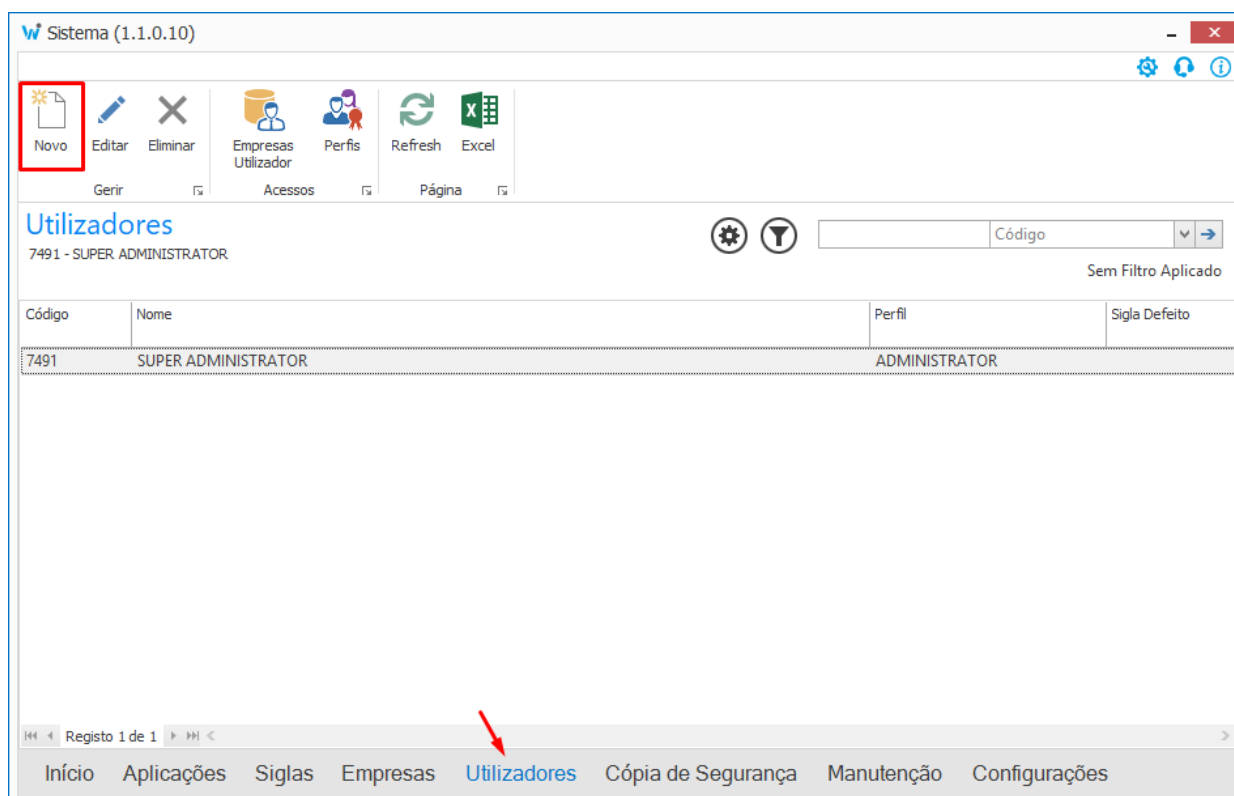 Sistema (1.1.0.10)
Novo
Editar
Eliminar
Empresas
Utilizador
Perfis
Refresh
Excel
Gerir
Acessos
Página
Utilizadores
7491 - SUPER ADMINISTRATOR
Código
Sem Filtro Aplicado
Código Nome Perfil Sigla Defeito
7491 SUPER ADMINISTRATOR ADMINISTRATOR
Registo 1 de 1
Início Aplicações Siglas Empresas Utilizadores Cópia de Segurança Manutenção Configurações